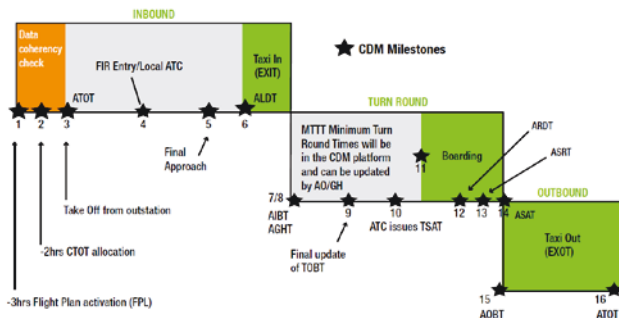 INBOUND
Data
coherency
check
FIR Entry/Local ATC
Taxi In
(EXIT)
CDM Milestones
ATOT
ALDT
1
2
3
4
5
6
TURN ROUND
Final
Approach
MTTT Minimum Turn
Round Times will be
in the CDM platform
and can be updated
by AO/GH
11
Boarding
ARDT
ASRT
Take Off from outstation
7/8
AIBT
AGHT
9
10
12
13
14
ASAT
ATC issues TSAT
OUTBOUND
-2hrs CTOT allocation
Final update
of TOBT
Taxi Out
(EXOT)
-3hrs Flight Plan activation (FPL)
15
AOBT
16
ATOT